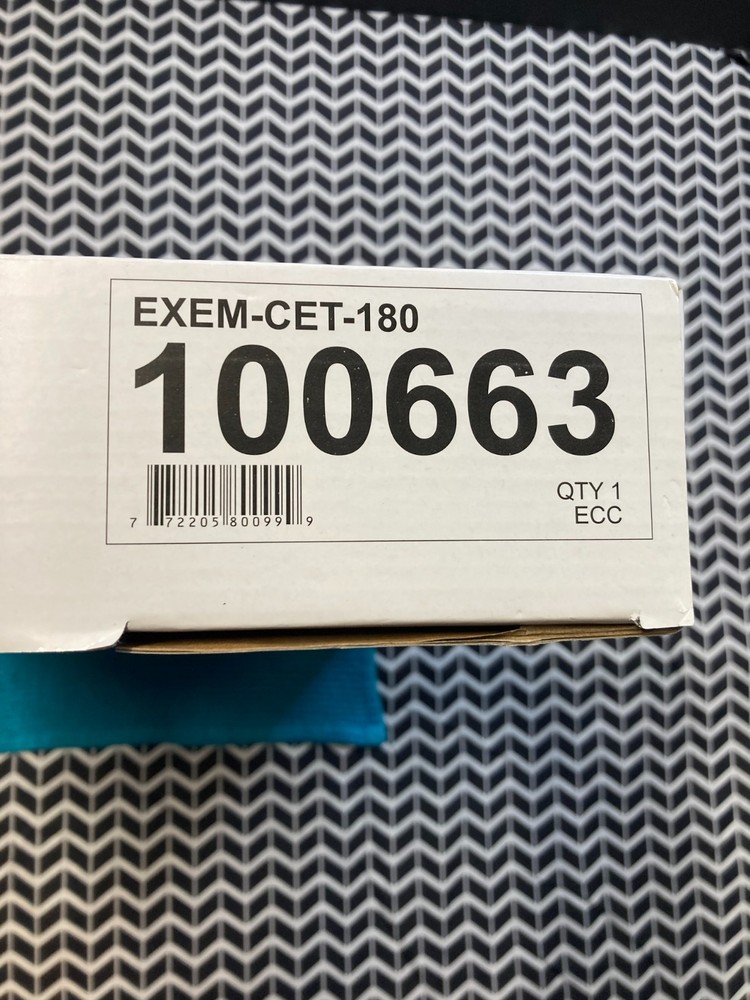 EXEM-CET-180
100663
7 72205 80099 9
QTY 1
ECC